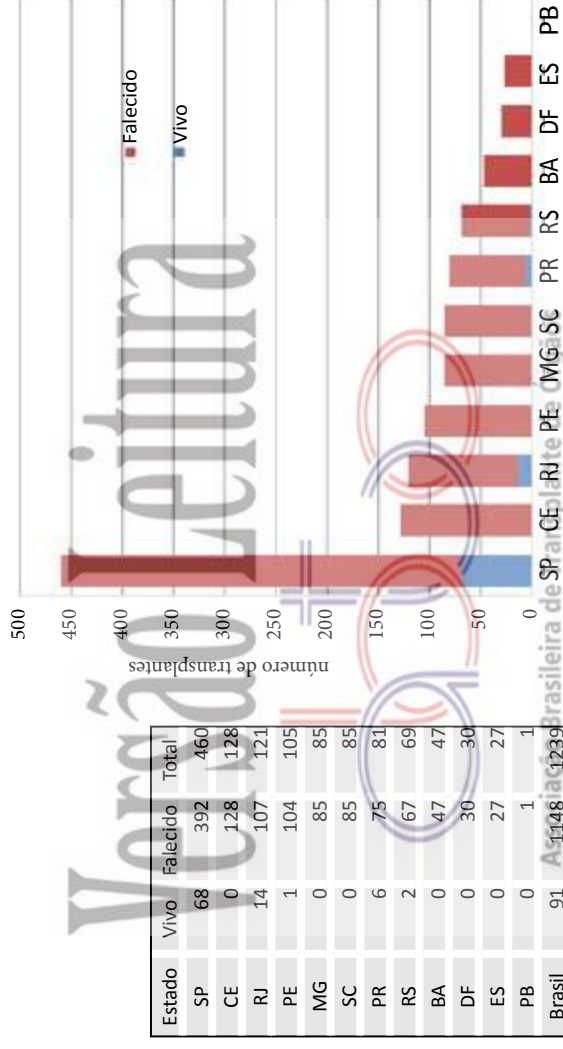 Versão Leitura
Estado Vivo Falecido Total
SP 68 392 460
CE 0 128 128
RJ 14 107 121
PE 1 104 105
MG 0 85 85
SC 0 85 85
PR 6 75 81
RS 2 67 69
BA 0 47 47
DF 0 30 30
ES 0 27 27
PB 0 1 1
Brasil 91 1148 1239
número de transplantes
500
450
400
350
300
250
200
150
100
50
0
Falecido
Vivo
SP CE RJ PE MG SC PR RS BA DF ES PB
abto
Associação Brasileira de Transplante de Órgãos